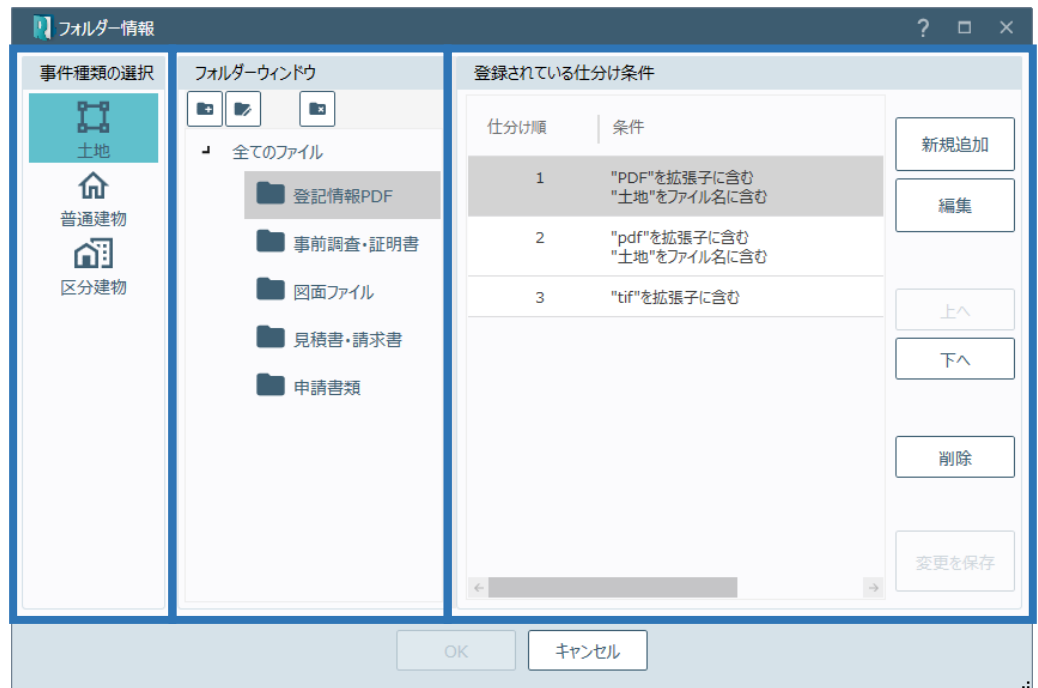 フォルダー情報
?
事件種類の選択
土地
普通建物
区分建物
フォルダーウィンドウ
全てのファイル
登記情報PDF
事前調査・証明書
図面ファイル
見積書・請求書
申請書類
登録されている仕分け条件
仕分け順 条件
1 "PDF"を拡張子に含む
"土地"をファイル名に含む
2 "pdf"を拡張子に含む
"土地"をファイル名に含む
3 "tif"を拡張子に含む
新規追加
編集
上へ
下へ
削除
変更を保存
OK キャンセル